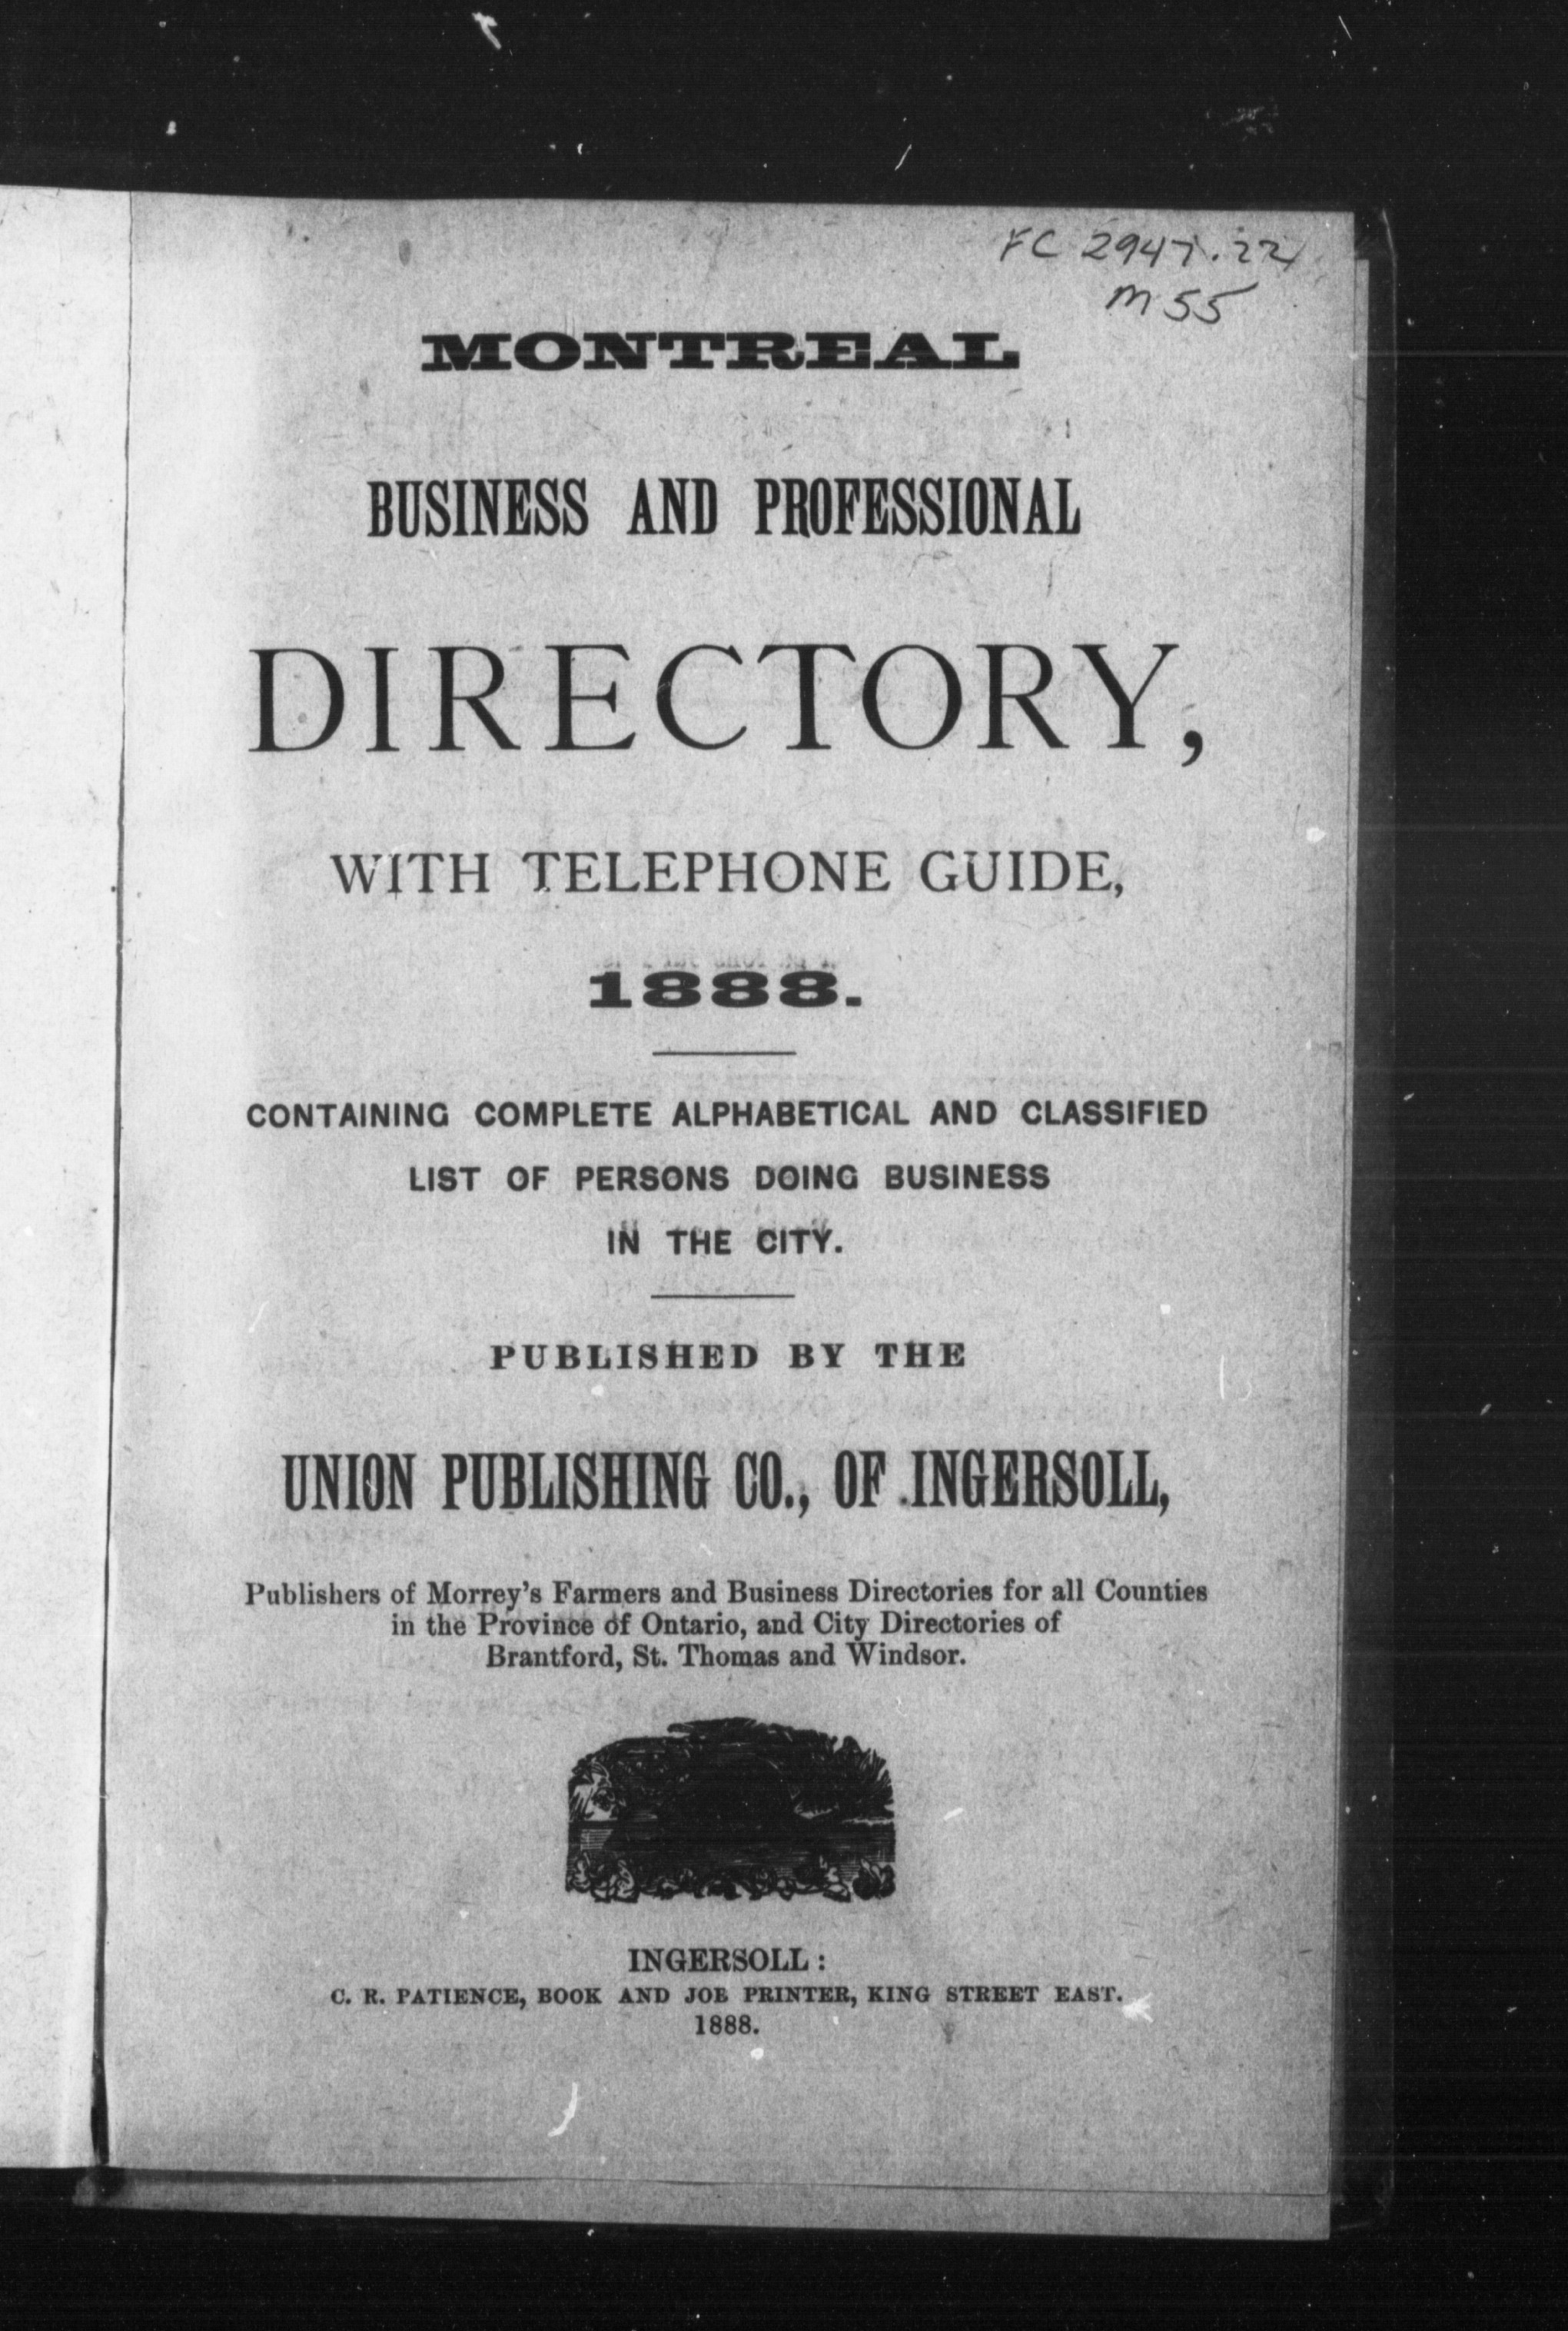 FC 2947.22
M55
MONTREAL
BUSINESS AND PROFESSIONAL
DIRECTORY,
WITH TELEPHONE GUIDE,
1888.
CONTAINING COMPLETE ALPHABETICAL AND CLASSIFIED
LIST OF PERSONS DOING BUSINESS
IN THE CITY.
PUBLISHED BY THE
UNION PUBLISHING CO., OF INGERSOLL,
Publishers of Morrey's Farmers and Business Directories for all Counties
in the Province of Ontario, and City Directories of
Brantford, St. Thomas and Windsor.
INGERSOLL:
C. R. PATIENCE, BOOK AND JOB PRINTER, KING STREET EAST.
1888.